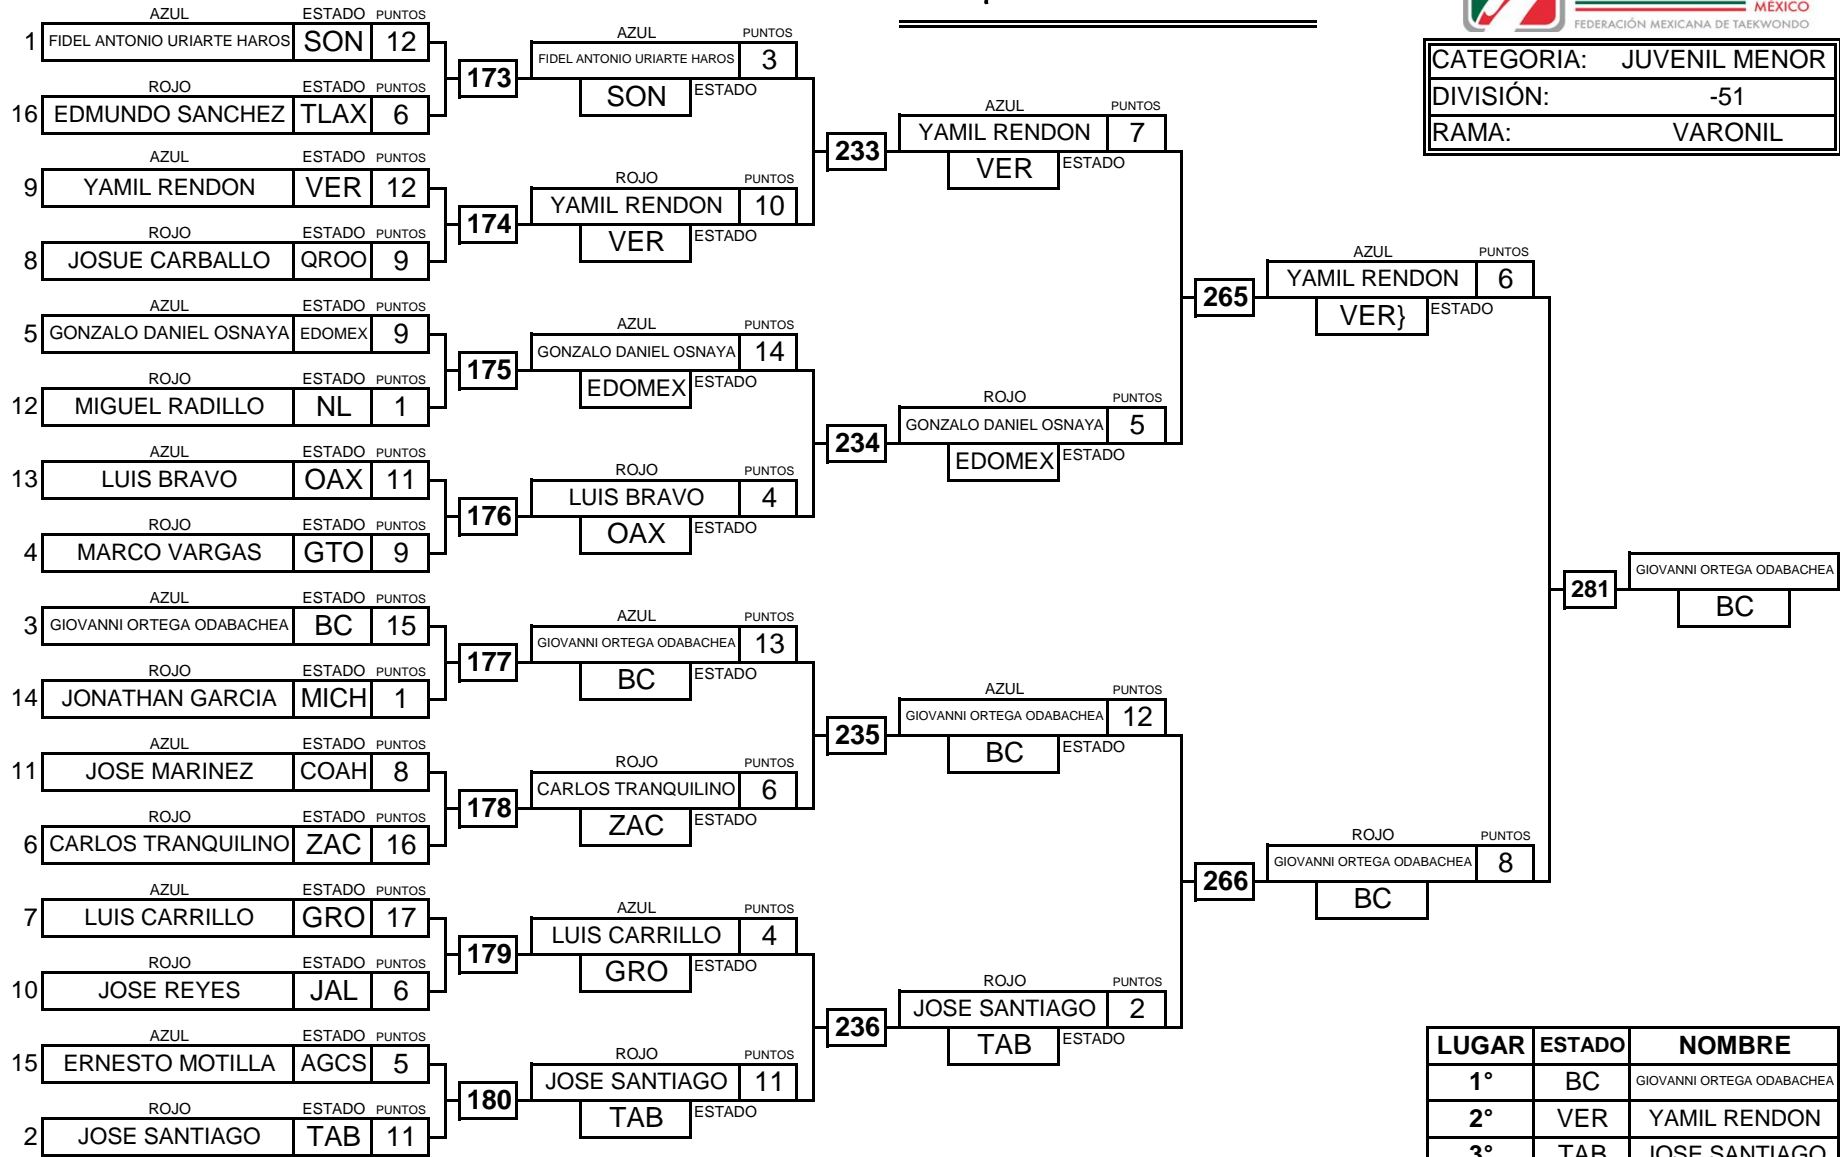 MÉXICO
FEDERACIÓN MEXICANA DE TAEKWONDO
CATEGORIA: JUVENIL MENOR
DIVISIÓN: -51
RAMA: VARONIL
AZUL ESTADO PUNTOS
1 FIDEL ANTONIO URIARTE HAROS SON 12
ROJO ESTADO PUNTOS
16 EDMUNDO SANCHEZ TLAX 6
AZUL ESTADO PUNTOS
9 YAMIL RENDON VER 12
ROJO ESTADO PUNTOS
8 JOSUE CARBALLO QROO 9
AZUL ESTADO PUNTOS
5 GONZALO DANIEL OSNAYA EDOMEX 9
ROJO ESTADO PUNTOS
12 MIGUEL RADILLO NL 1
AZUL ESTADO PUNTOS
13 LUIS BRAVO OAX 11
ROJO ESTADO PUNTOS
4 MARCO VARGAS GTO 9
AZUL ESTADO PUNTOS
3 GIOVANNI ORTEGA ODABACHEA BC 15
ROJO ESTADO PUNTOS
14 JONATHAN GARCIA MICH 1
AZUL ESTADO PUNTOS
11 JOSE MARINEZ COAH 8
ROJO ESTADO PUNTOS
6 CARLOS TRANQUILINO ZAC 16
AZUL ESTADO PUNTOS
7 LUIS CARRILLO GRO 17
ROJO ESTADO PUNTOS
10 JOSE REYES JAL 6
AZUL ESTADO PUNTOS
15 ERNESTO MOTILLA AGCS 5
ROJO ESTADO PUNTOS
2 JOSE SANTIAGO TAB 11
173
174
175
176
177
178
179
180
AZUL PUNTOS
FIDEL ANTONIO URIARTE HAROS 3
SON ESTADO
ROJO PUNTOS
YAMIL RENDON 10
VER ESTADO
AZUL PUNTOS
GONZALO DANIEL OSNAYA 14
EDOMEX ESTADO
ROJO PUNTOS
LUIS BRAVO 4
OAX ESTADO
AZUL PUNTOS
GIOVANNI ORTEGA ODABACHEA 13
BC ESTADO
ROJO PUNTOS
CARLOS TRANQUILINO 6
ZAC ESTADO
AZUL PUNTOS
LUIS CARRILLO 4
GRO ESTADO
ROJO PUNTOS
JOSE SANTIAGO 11
TAB ESTADO
233
234
235
236
AZUL PUNTOS
YAMIL RENDON 7
VER ESTADO
ROJO PUNTOS
GONZALO DANIEL OSNAYA 5
EDOMEX ESTADO
AZUL PUNTOS
GIOVANNI ORTEGA ODABACHEA 12
BC ESTADO
ROJO PUNTOS
JOSE SANTIAGO 2
TAB ESTADO
265
266
AZUL PUNTOS
YAMIL RENDON 6
VER} ESTADO
ROJO PUNTOS
GIOVANNI ORTEGA ODABACHEA 8
BC
281
GIOVANNI ORTEGA ODABACHEA
BC
LUGAR ESTADO NOMBRE
1° BC GIOVANNI ORTEGA ODABACHEA
2° VER YAMIL RENDON
3° TAB JOSE SANTIAGO